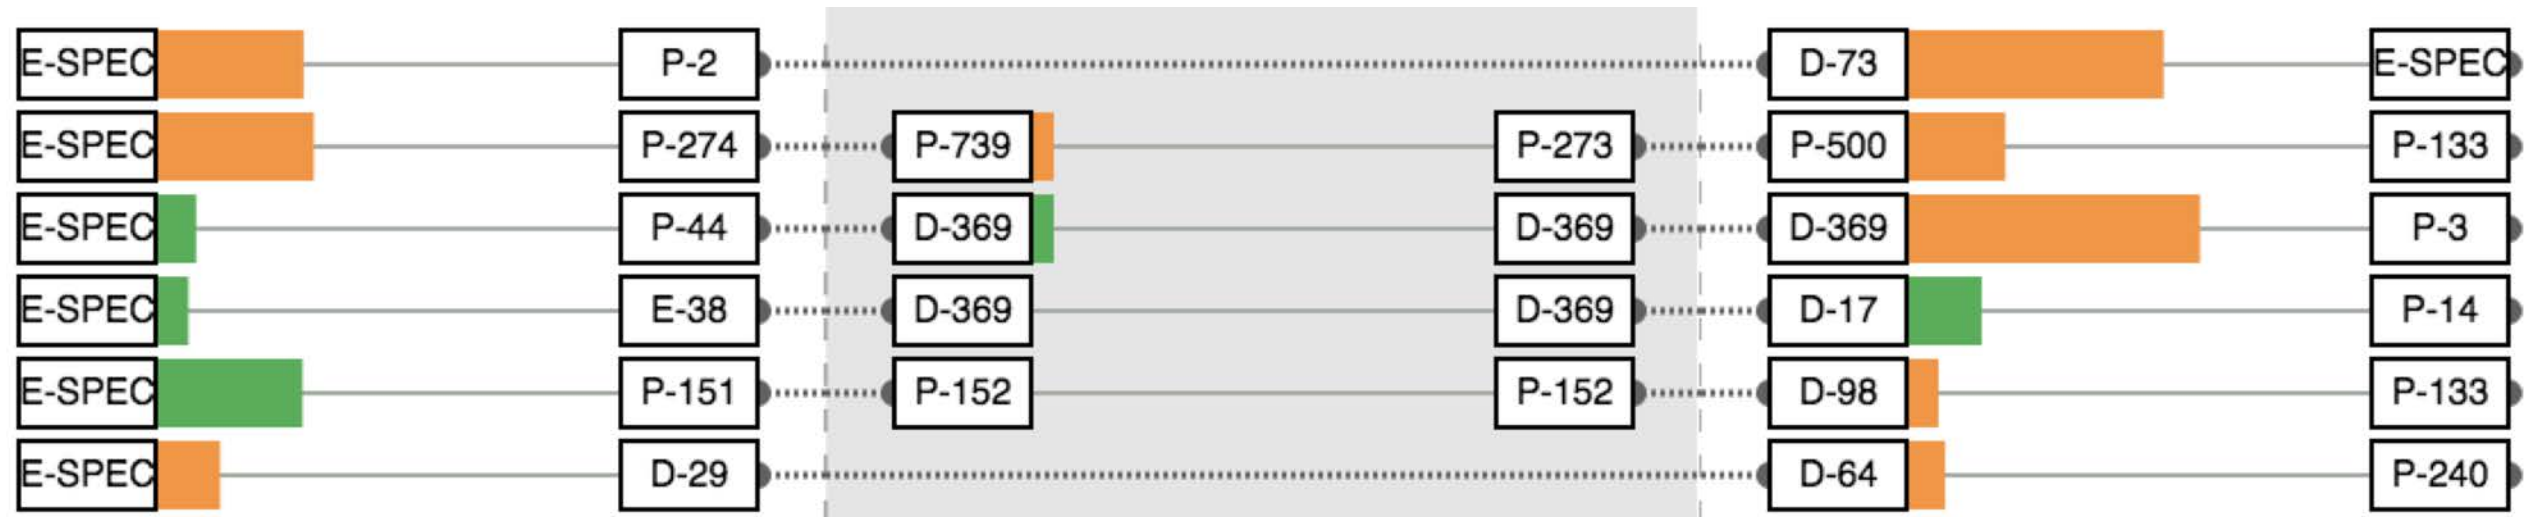 E-SPEC P-2 D-73 E-SPEC
E-SPEC P-274 P-739 P-273 P-500 P-133
E-SPEC P-44 D-369 D-369 D-369 P-3
E-SPEC E-38 D-369 D-369 D-17 P-14
E-SPEC P-151 P-152 P-152 D-98 P-133
E-SPEC D-29 D-64 P-240